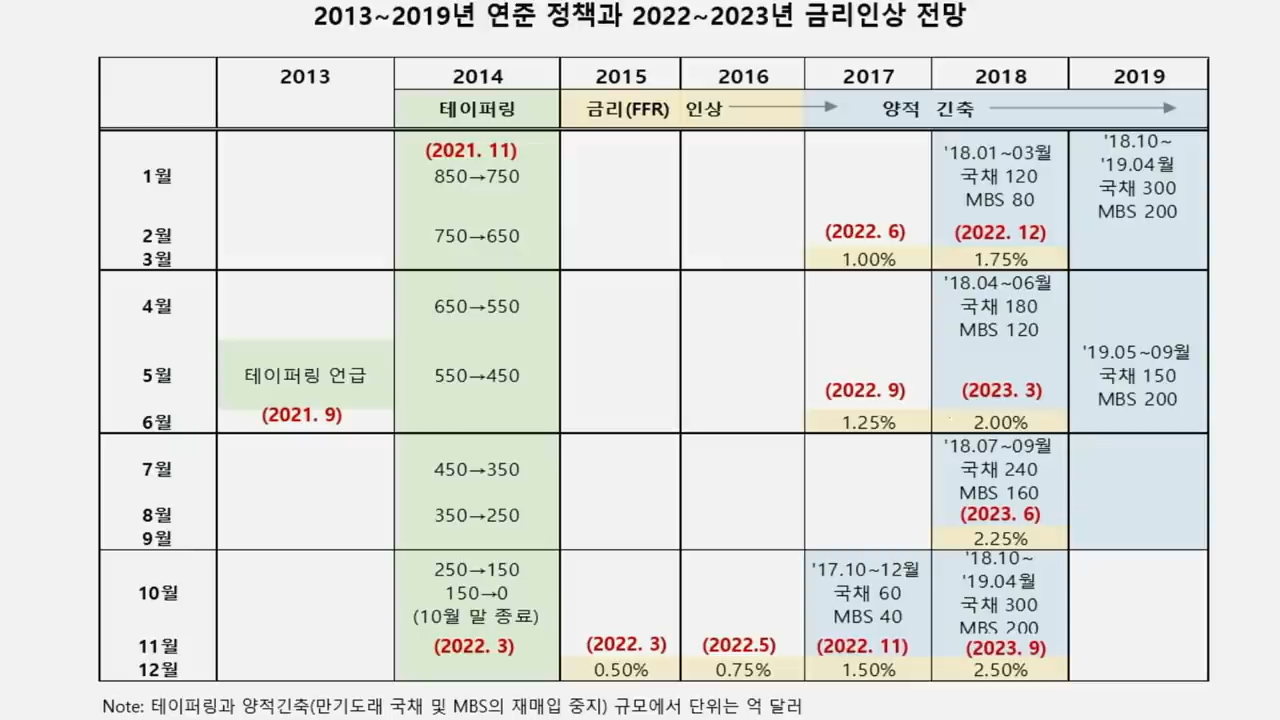 2013~2019년 연준 정책과 2022~2023년 금리인상 전망
2013 2014 2015 2016 2017 2018 2019
테이퍼링 금리(FFR) 인상 양적 긴축
1월
2월
3월
4월
5월
6월
7월
8월
9월
10월
11월
12월
테이퍼링 언급
(2021. 9)
(2021. 11)
850→750
750→650
650→550
550→450
450→350
350→250
250→150
150→0
(10월 말 종료)
(2022. 3)
(2022. 3)
0.50%
(2022.5)
0.75%
(2022. 6)
1.00%
(2022. 9)
1.25%
'17.10~12월
국채 60
MBS 40
(2022. 11)
1.50%
'18.01~03월
국채 120
MBS 80
(2022. 12)
1.75%
'18.04~06월
국채 180
MBS 120
(2023. 3)
2.00%
'18.07~09월
국채 240
MBS 160
(2023. 6)
2.25%
'18.10~
'19.04월
국채 300
MBS 200
(2023. 9)
2.50%
'18.10~
'19.04월
국채 300
MBS 200
'19.05~09월
국채 150
MBS 200
Note: 테이퍼링과 양적긴축(만기도래 국채 및 MBS의 재매입 중지) 규모에서 단위는 억 달러